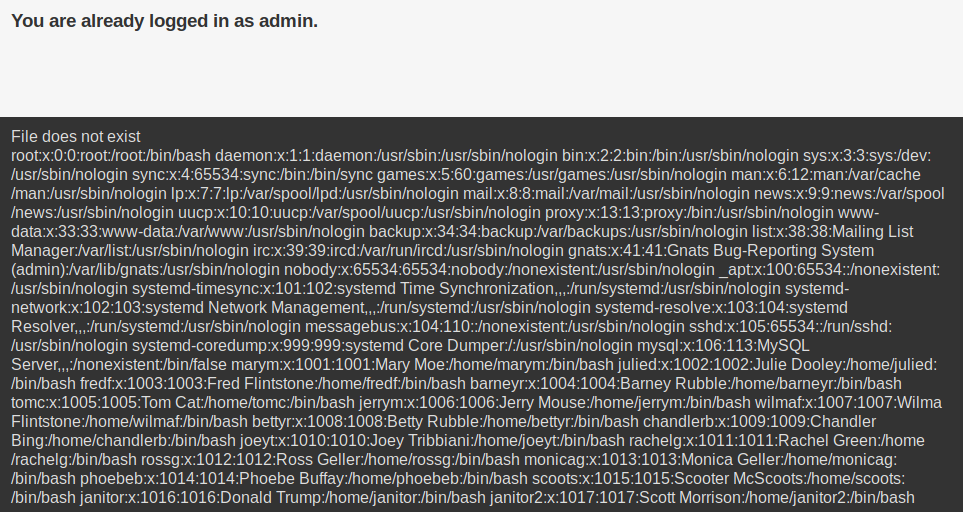 You are already logged in as admin.
File does not exist
root:x:0:0:root:/root:/bin/bash daemon:x:1:1:daemon:/usr/sbin:/usr/sbin/nologin bin:x:2:2:bin:/bin:/usr/sbin/nologin sys:x:3:3:sys:/dev:
/usr/sbin/nologin sync:x:4:65534:sync:/bin:/bin/sync games:x:5:60:games:/usr/games:/usr/sbin/nologin man:x:6:12:man:/var/cache
/man:/usr/sbin/nologin lp:x:7:7:lp:/var/spool/lpd:/usr/sbin/nologin mail:x:8:8:mail:/var/mail:/usr/sbin/nologin news:x:9:9:news:/var/spool
/news:/usr/sbin/nologin uucp:x:10:10:uucp:/var/spool/uucp:/usr/sbin/nologin proxy:x:13:13:proxy:/bin:/usr/sbin/nologin www-
data:x:33:33:www-data:/var/www:/usr/sbin/nologin backup:x:34:34:backup:/var/backups:/usr/sbin/nologin list:x:38:38:Mailing List
Manager:/var/list:/usr/sbin/nologin irc:x:39:39:ircd:/var/run/ircd:/usr/sbin/nologin gnats:x:41:41:Gnats Bug-Reporting System
(admin):/var/lib/gnats:/usr/sbin/nologin nobody:x:65534:65534:nobody:/nonexistent:/usr/sbin/nologin _apt:x:100:65534::/nonexistent:
/usr/sbin/nologin systemd-timesync:x:101:102:systemd Time Synchronization,,,:/run/systemd:/usr/sbin/nologin systemd-
network:x:102:103:systemd Network Management,,,:/run/systemd:/usr/sbin/nologin systemd-resolve:x:103:104:systemd
Resolver,,,:/run/systemd:/usr/sbin/nologin messagebus:x:104:110::/nonexistent:/usr/sbin/nologin sshd:x:105:65534::/run/sshd:
/usr/sbin/nologin systemd-coredump:x:999:999:systemd Core Dumper:/:/usr/sbin/nologin mysql:x:106:113:MySQL
Server,,,:/nonexistent:/bin/false marym:x:1001:1001:Mary Moe:/home/marym:/bin/bash julied:x:1002:1002:Julie Dooley:/home/julied:
/bin/bash fredf:x:1003:1003:Fred Flintstone:/home/fredf:/bin/bash barneyr:x:1004:1004:Barney Rubble:/home/barneyr:/bin/bash
tomc:x:1005:1005:Tom Cat:/home/tomc:/bin/bash jerrym:x:1006:1006:Jerry Mouse:/home/jerrym:/bin/bash wilmaf:x:1007:1007:Wilma
Flintstone:/home/wilmaf:/bin/bash bettyr:x:1008:1008:Betty Rubble:/home/bettyr:/bin/bash chandlerb:x:1009:1009:Chandler
Bing:/home/chandlerb:/bin/bash joeyt:x:1010:1010:Joey Tribbiani:/home/joeyt:/bin/bash rachelg:x:1011:1011:Rachel Green:/home
/rachelg:/bin/bash rossg:x:1012:1012:Ross Geller:/home/rossg:/bin/bash monicag:x:1013:1013:Monica Geller:/home/monicag:
/bin/bash phoebeb:x:1014:1014:Phoebe Buffay:/home/phoebeb:/bin/bash scoots:x:1015:1015:Scooter McScoots:/home/scoots:
/bin/bash janitor:x:1016:1016:Donald Trump:/home/janitor:/bin/bash janitor2:x:1017:1017:Scott Morrison:/home/janitor2:/bin/bash